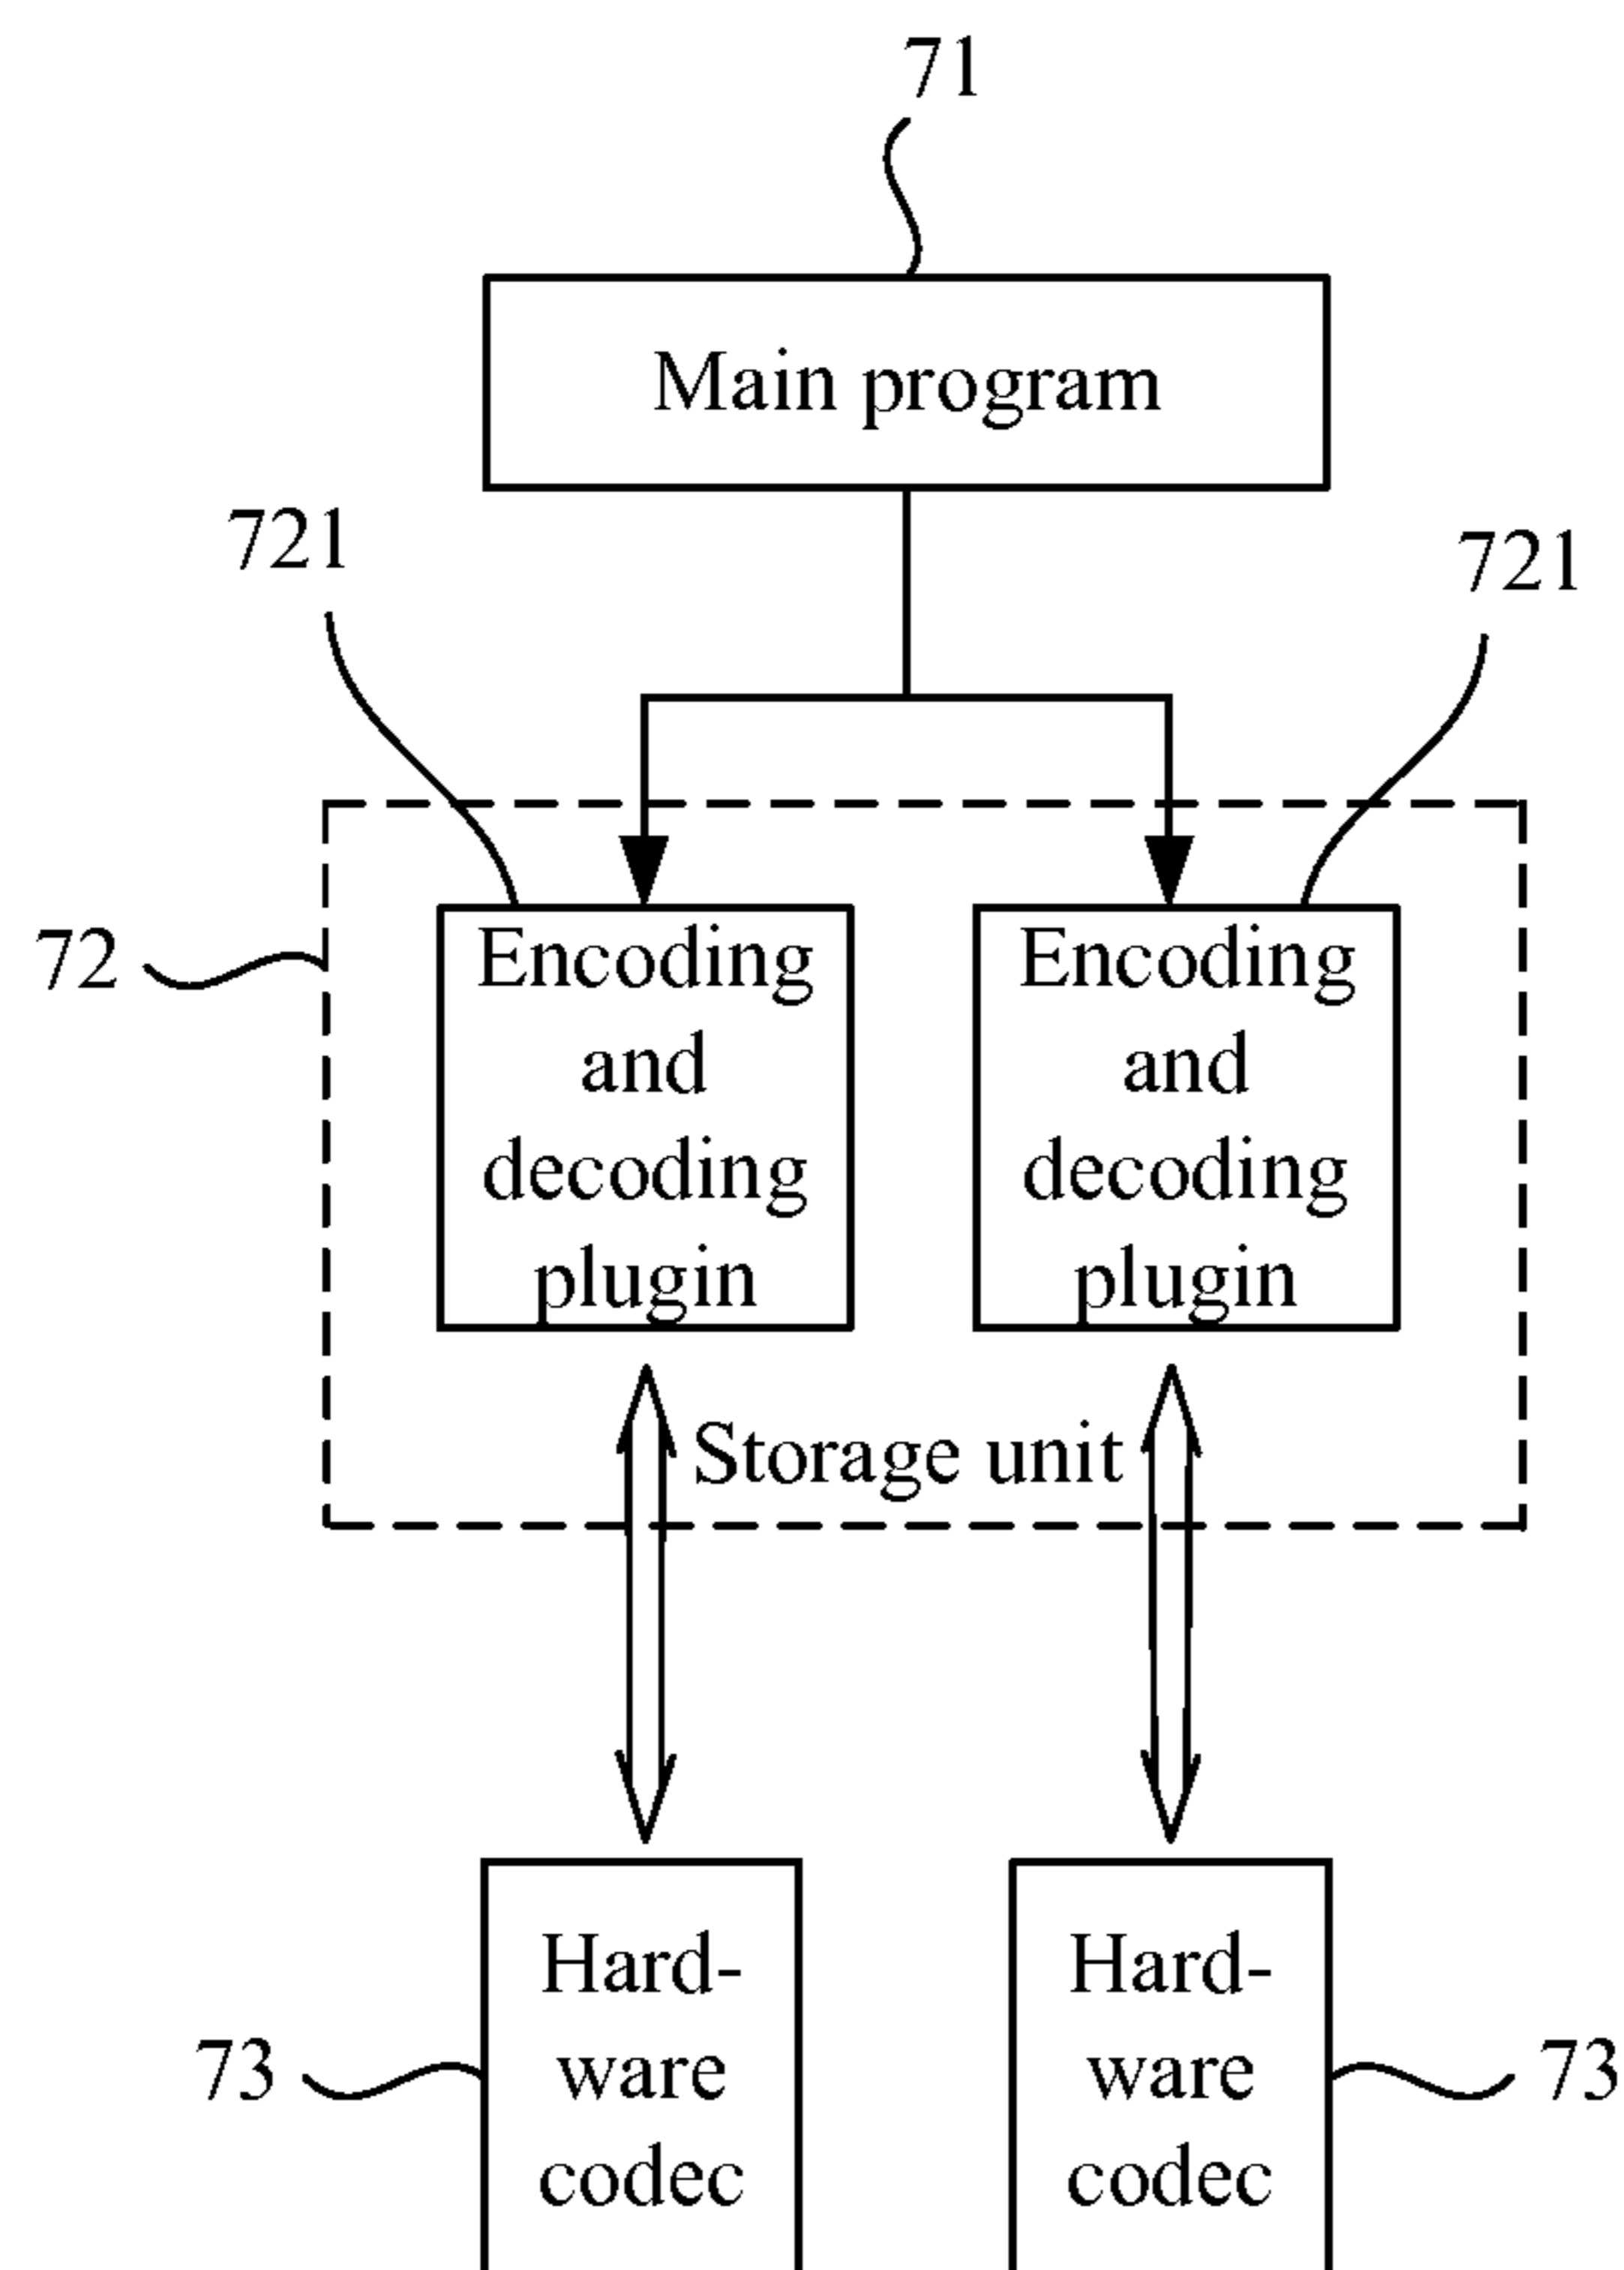 71
Main program
721
721
72
Encoding
and
decoding
plugin
Encoding
and
decoding
plugin
Storage unit
73
Hard-
ware
codec
Hard-
ware
codec
73